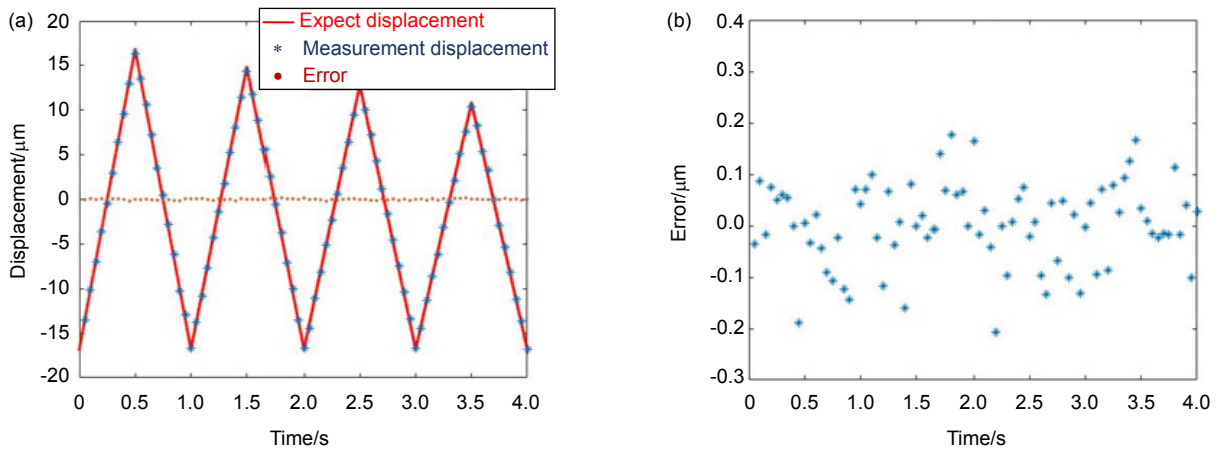 (a)
Expect displacement
Measurement displacement
Error
Displacement/μm
20
15
10
5
0
-5
-10
-15
-20
0 0.5 1.0 1.5 2.0 2.5 3.0 3.5 4.0
Time/s
(b)
Error/μm
0.4
0.3
0.2
0.1
0.0
-0.1
-0.2
-0.3
0 0.5 1.0 1.5 2.0 2.5 3.0 3.5 4.0
Time/s